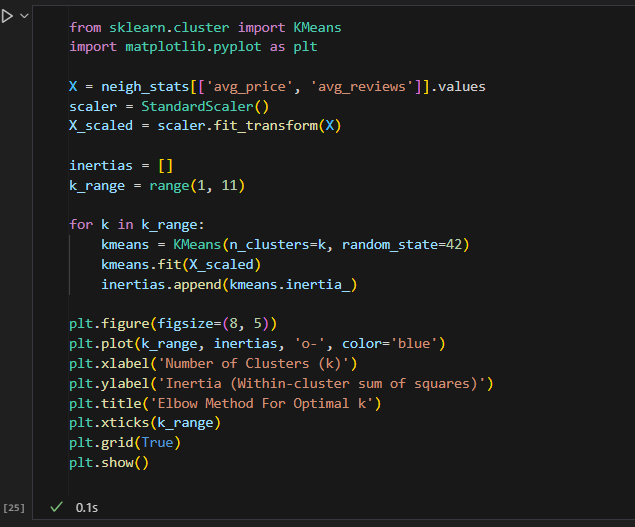 from sklearn.cluster import KMeans
import matplotlib.pyplot as plt
X = neigh_stats[['avg_price', 'avg_reviews']].values
scaler = StandardScaler()
X_scaled = scaler.fit_transform(X)
inertias = []
k_range = range(1, 11)
for k in k_range:
    kmeans = KMeans(n_clusters=k, random_state=42)
    kmeans.fit(X_scaled)
    inertias.append(kmeans.inertia_)
plt.figure(figsize=(8, 5))
plt.plot(k_range, inertias, 'o-', color='blue')
plt.xlabel('Number of Clusters (k)')
plt.ylabel('Inertia (Within-cluster sum of squares)')
plt.title('Elbow Method For Optimal k')
plt.xticks(k_range)
plt.grid(True)
plt.show()
[25] 0.1s